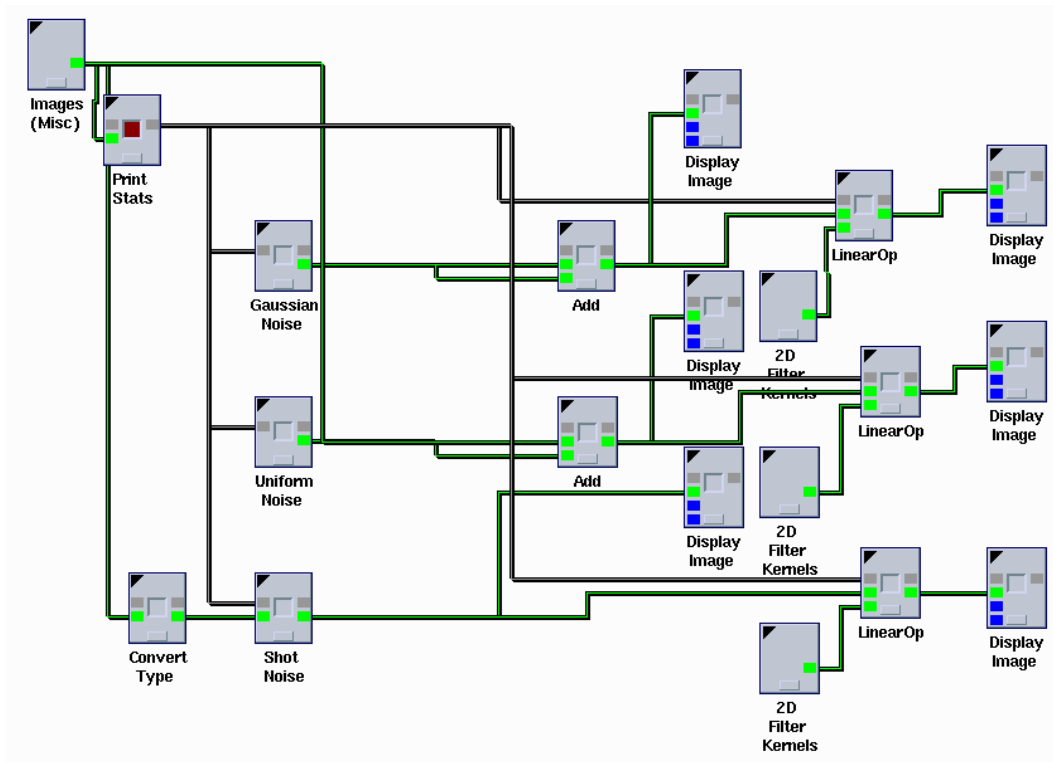 Images
(Misc)
Print
Stats
Display
Image
LinearOp
Display
Image
Gaussian
Noise
Add
Display
Image
2D
Filter
Kernels
LinearOp
Display
Image
Uniform
Noise
Add
Display
Image
2D
Filter
Kernels
LinearOp
Display
Image
Convert
Type
Shot
Noise
2D
Filter
Kernels